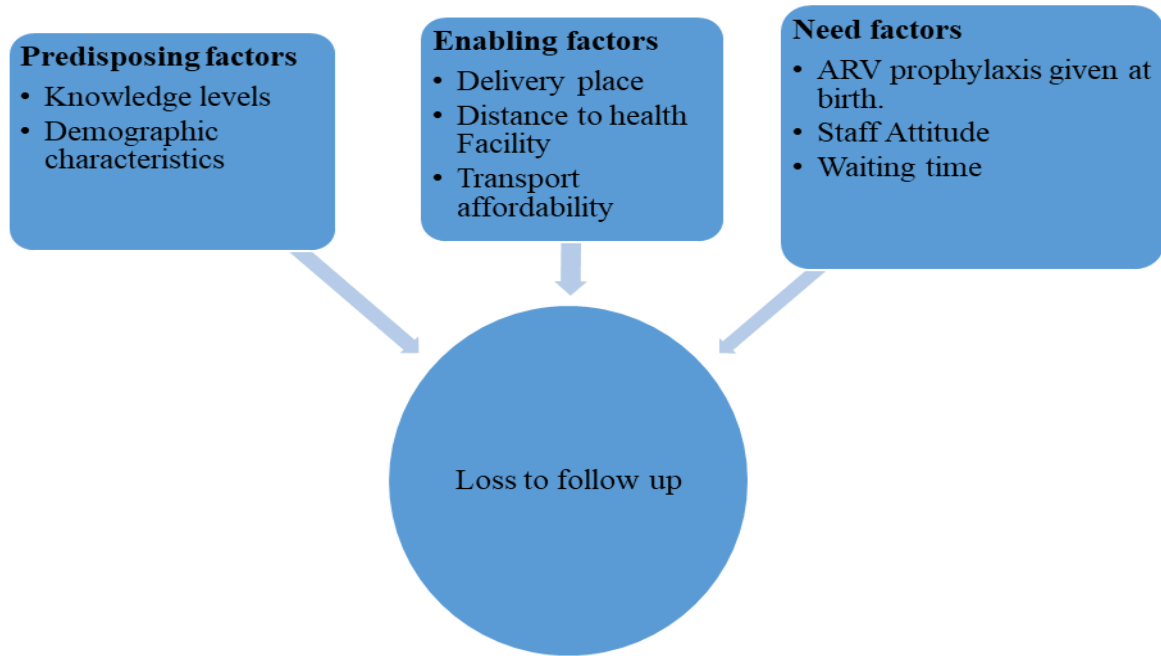 Predisposing factors
• Knowledge levels
• Demographic
characteristics
Enabling factors
• Delivery place
• Distance to health
Facility
• Transport
affordability
Need factors
• ARV prophylaxis given at
birth.
• Staff Attitude
• Waiting time
Loss to follow up